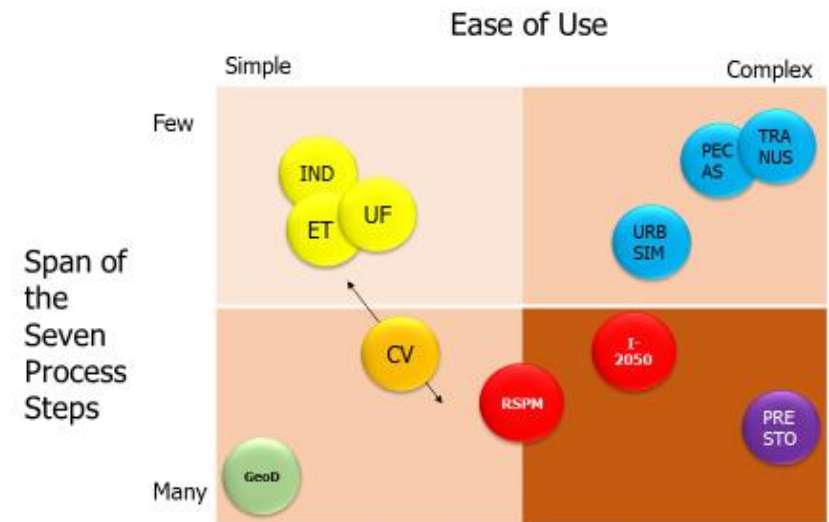 Ease of Use
Simple
Complex
Few
IND
ET
UF
PEC
AS
TRA
NUS
URB
SIM
Span of
the
Seven
Process
Steps
CV
I-
2050
RSPM
PRE
STO
GeoD
Many